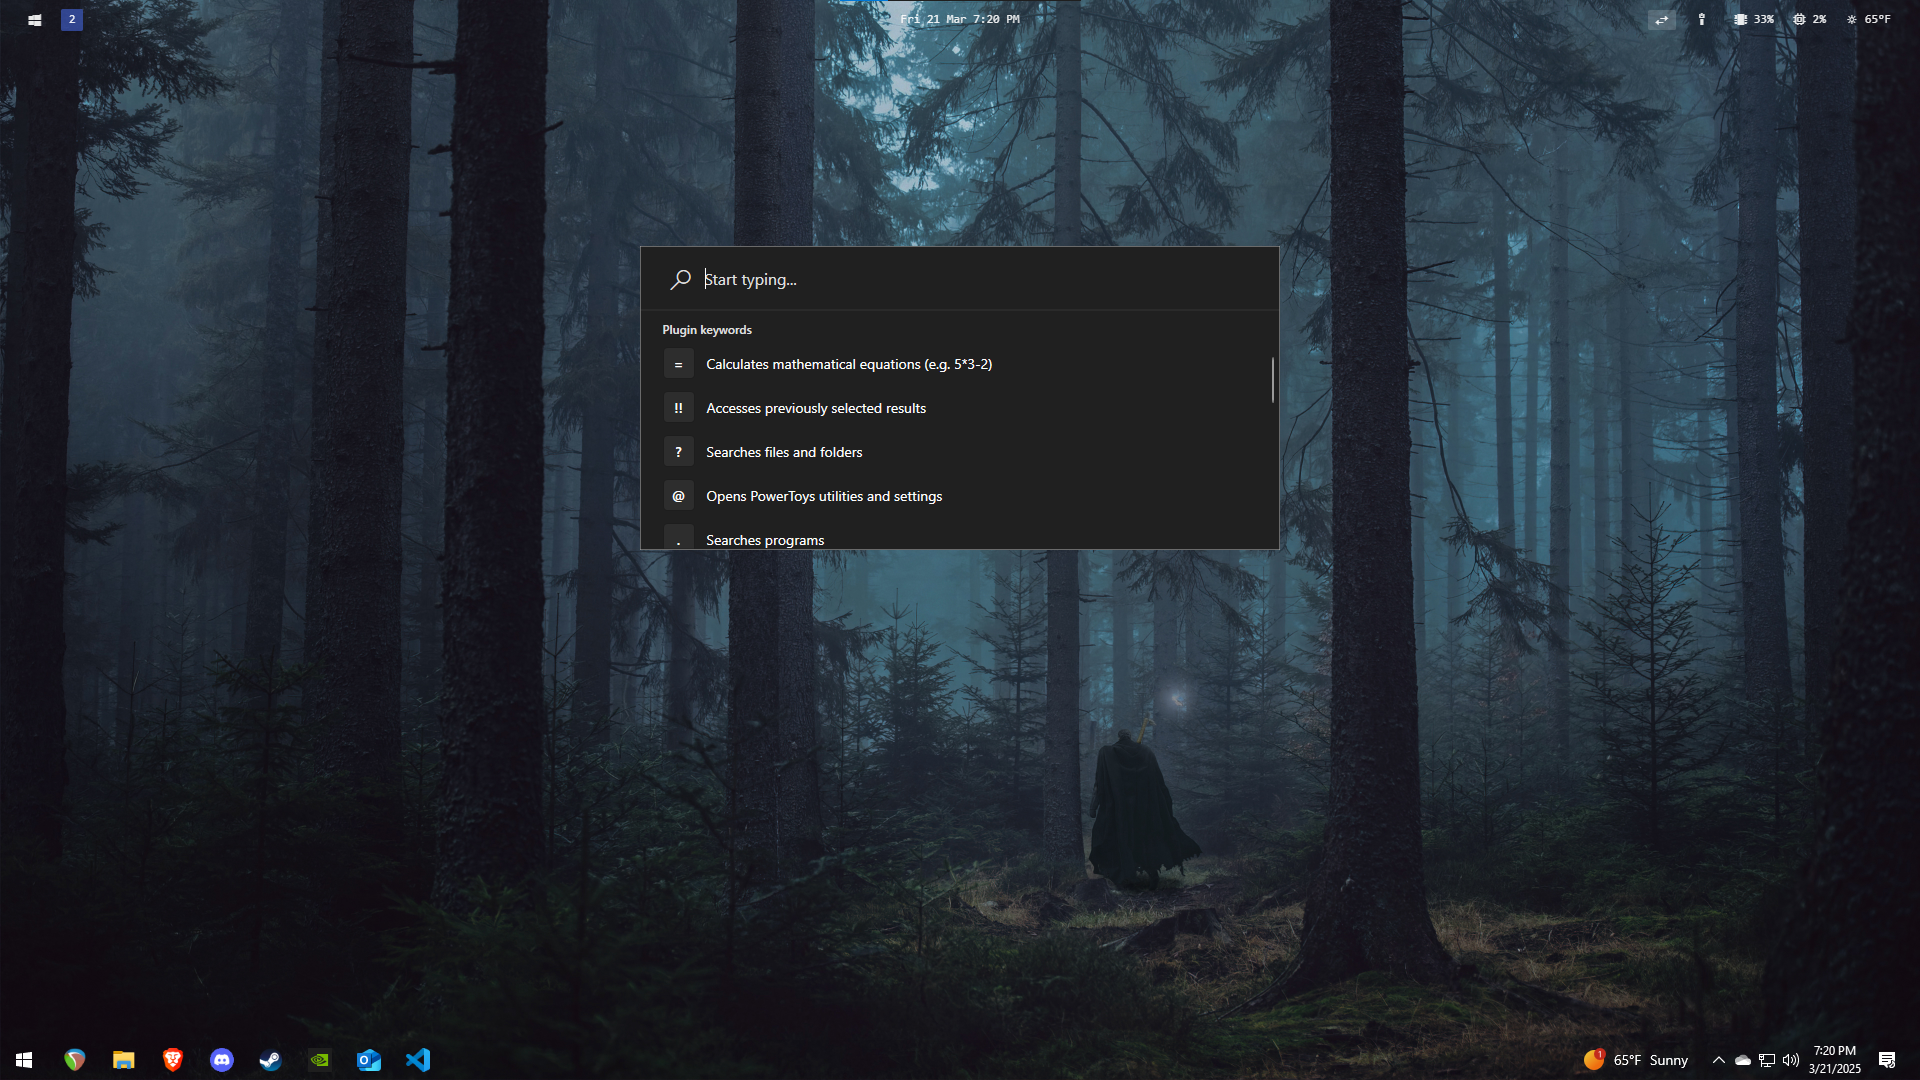 2
Fri 21 Mar 7:20 PM
33%
2%
65°F
Start typing...
Plugin keywords
= Calculates mathematical equations (e.g. 5*3-2)
!! Accesses previously selected results
? Searches files and folders
@ Opens PowerToys utilities and settings
. Searches programs
1
65°F Sunny
7:20 PM
3/21/2025